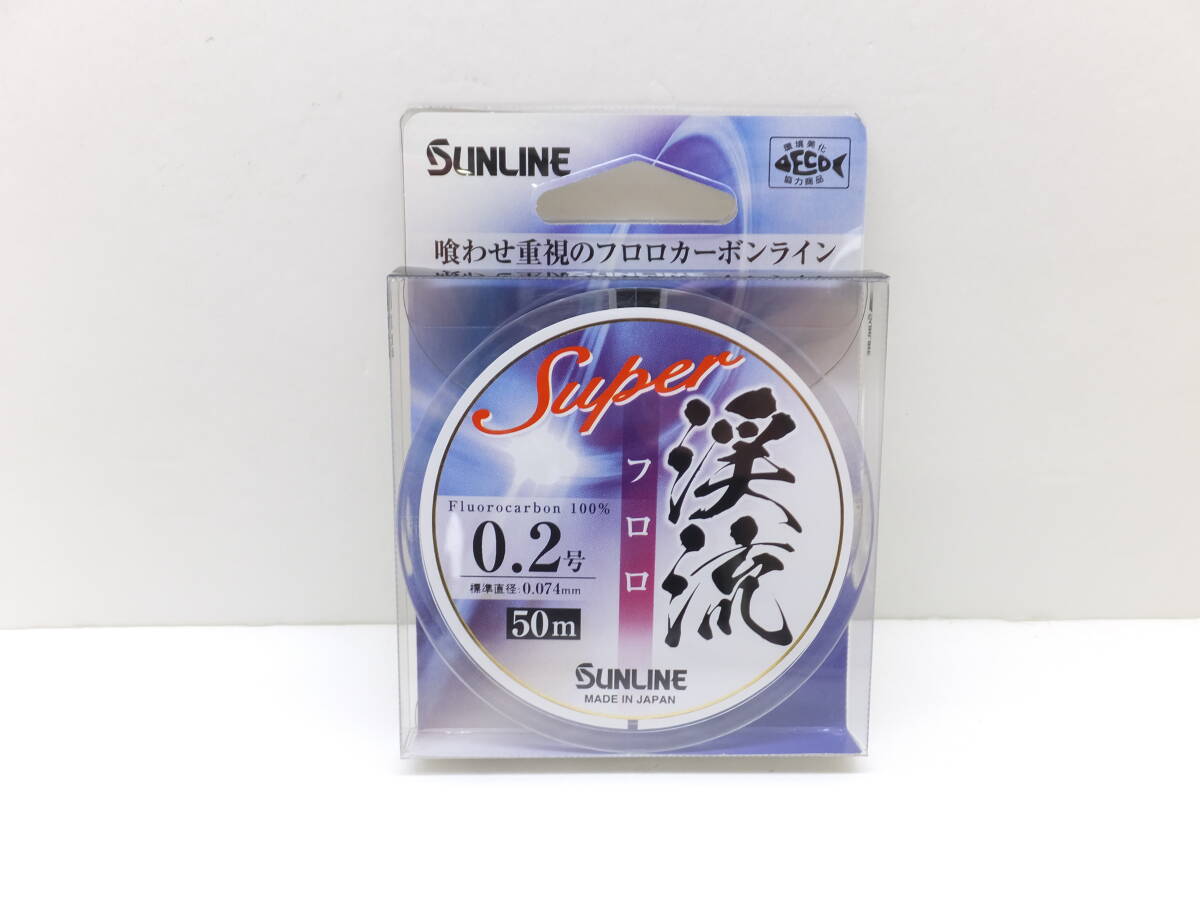 SUNLINE
環境美化
ECO
協力商品
喰わせ重視のフロロカーボンライン
Super
渓流
フロロ
Fluorocarbon 100%
0.2号
標準直径:0.074mm
50m
SUNLINE
MADE IN JAPAN